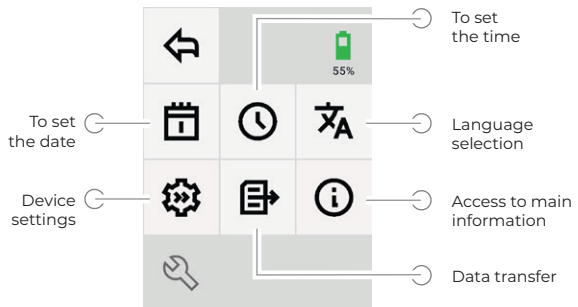 To set
the time
55%
To set
the date
Language
selection
Device
settings
Access to main
information
Data transfer